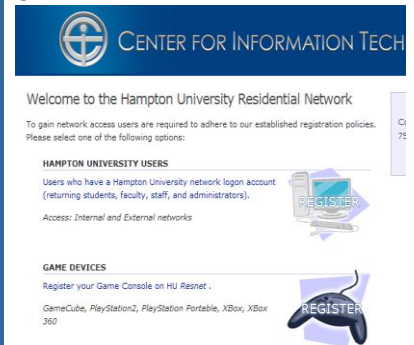 CENTER FOR INFORMATION TECH
Welcome to the Hampton University Residential Network
To gain network access users are required to adhere to our established registration policies.
Please select one of the following options:
HAMPTON UNIVERSITY USERS
Users who have a Hampton University network logon account
(returning students, faculty, staff, and administrators).
Access: Internal and External networks
REGISTER
GAME DEVICES
Register your Game Console on HU Resnet .
GameCube, PlayStation2, PlayStation Portable, XBox, XBox
360
REGISTER
Co
75